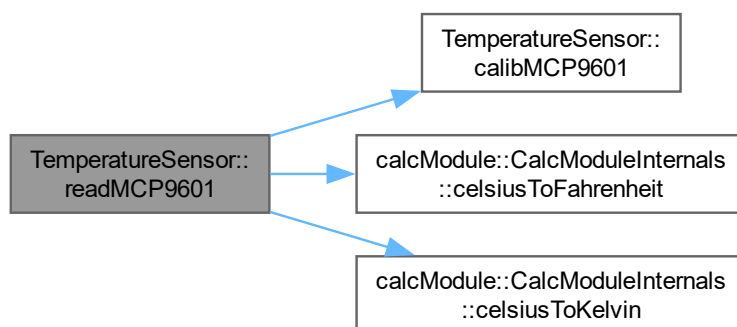 TemperatureSensor::
calibMCP9601
TemperatureSensor::
readMCP9601
calcModule::CalcModuleInternals
::celsiusToFahrenheit
calcModule::CalcModuleInternals
::celsiusToKelvin